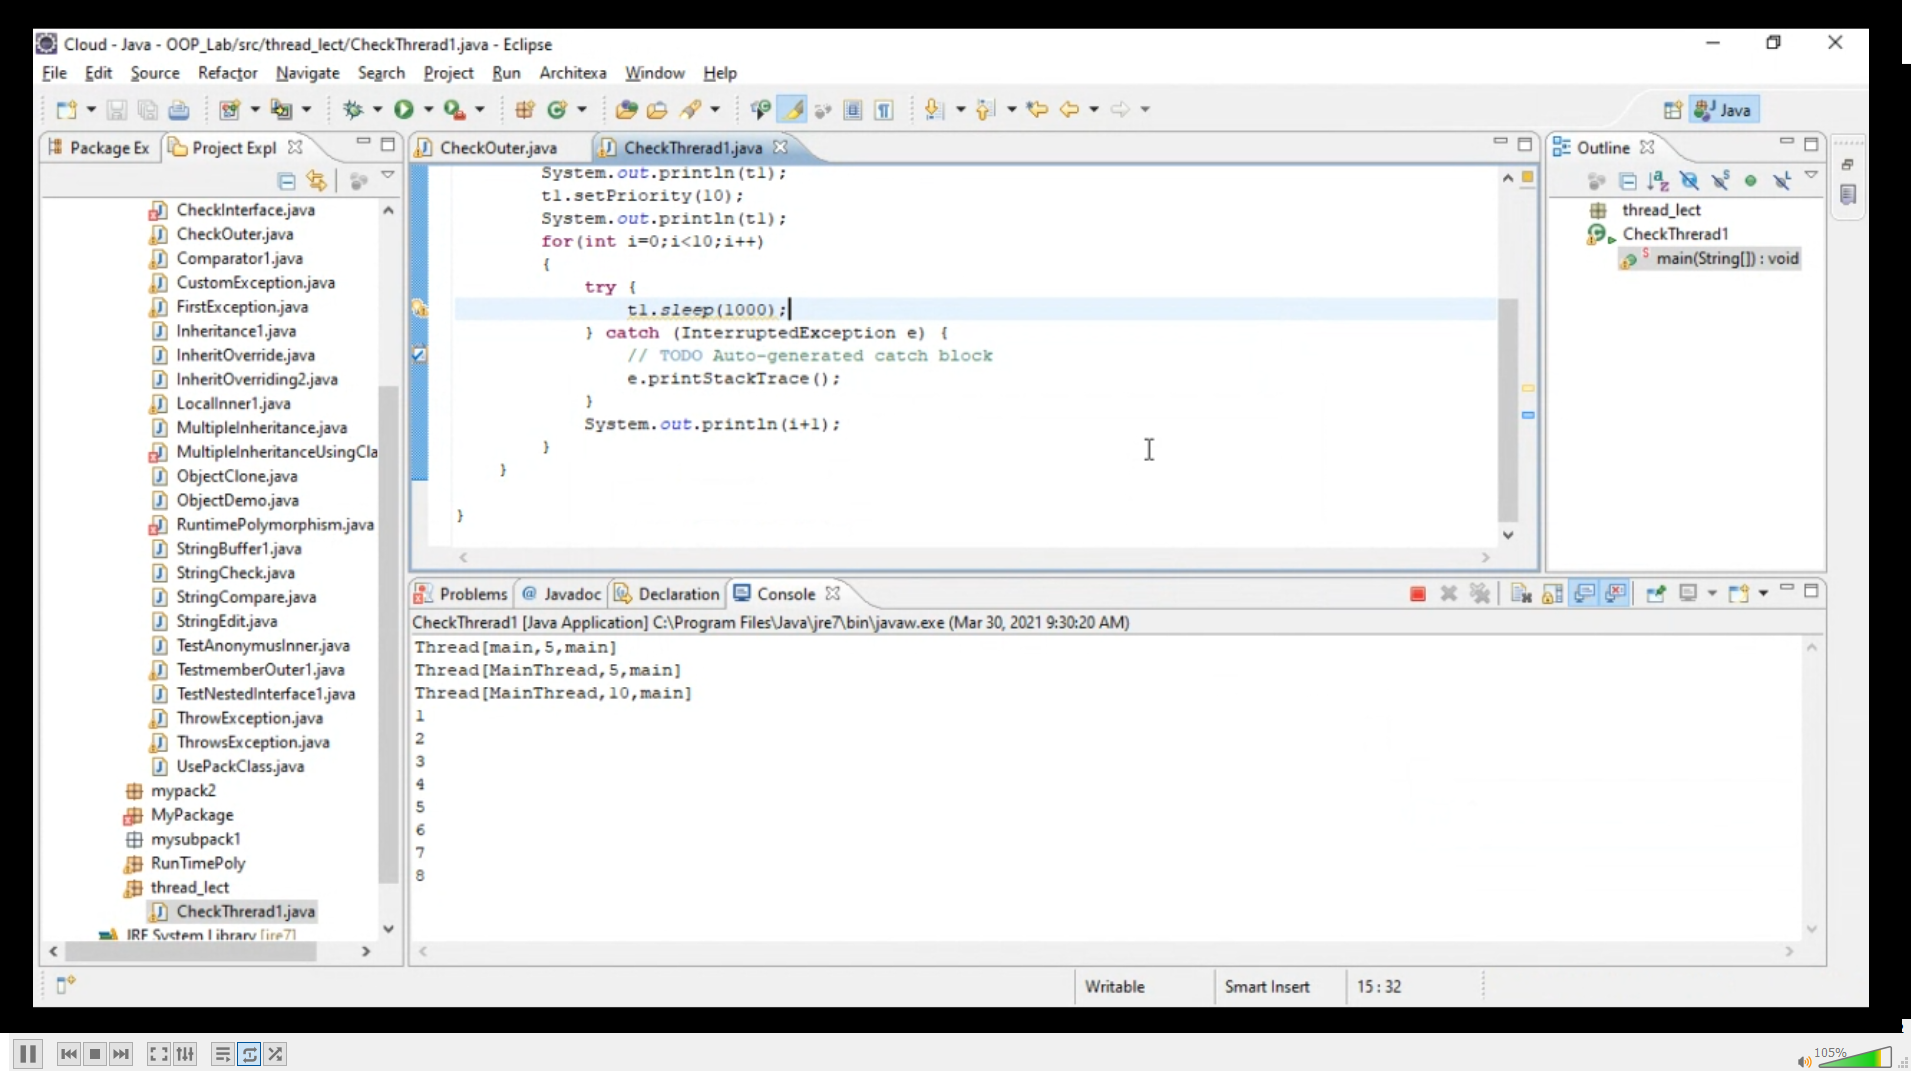 Cloud - Java - OOP_Lab/src/thread_lect/CheckThrerad1.java - Eclipse
File Edit Source Refactor Navigate Search Project Run Architexa Window Help
Java
Package Ex Project Expl
CheckInterface.java
CheckOuter.java
Comparator1.java
CustomException.java
FirstException.java
Inheritance1.java
InheritOverride.java
InheritOverriding2.java
LocalInner1.java
MultipleInheritance.java
MultipleInheritanceUsingCla
ObjectClone.java
ObjectDemo.java
RuntimePolymorphism.java
StringBuffer1.java
StringCheck.java
StringCompare.java
StringEdit.java
TestAnonymusInner.java
TestmemberOuter1.java
TestNestedInterface1.java
ThrowException.java
ThrowsException.java
UsePackClass.java
mypack2
MyPackage
mysubpack1
RunTimePoly
thread_lect
CheckThrerad1.java
JRE System Library [jre7]
CheckOuter.java CheckThrerad1.java
System.out.println(t1);
t1.setPriority(10);
System.out.println(t1);
for(int i=0;i<10;i++)
{
try {
t1.sleep(1000);
} catch (InterruptedException e) {
// TODO Auto-generated catch block
e.printStackTrace();
}
System.out.println(i+1);
}
}
}
Outline
thread_lect
CheckThrerad1
main(String[]) : void
Problems @ Javadoc Declaration Console
CheckThrerad1 [Java Application] C:\Program Files\Java\jre7\bin\javaw.exe (Mar 30, 2021 9:30:20 AM)
Thread[main,5,main]
Thread[MainThread,5,main]
Thread[MainThread,10,main]
1
2
3
4
5
6
7
8
Writable Smart Insert 15 : 32
105%